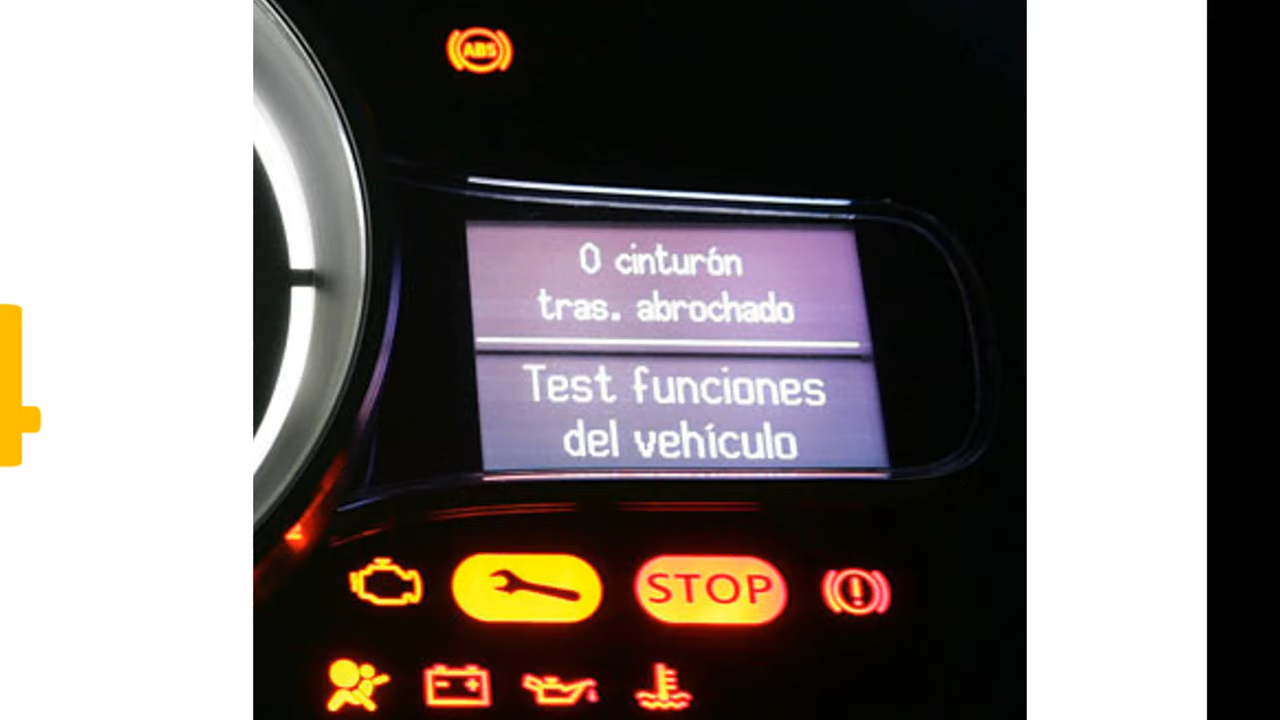 ABS
0 cinturón
tras. abrochado
Test funciones
del vehículo
STOP